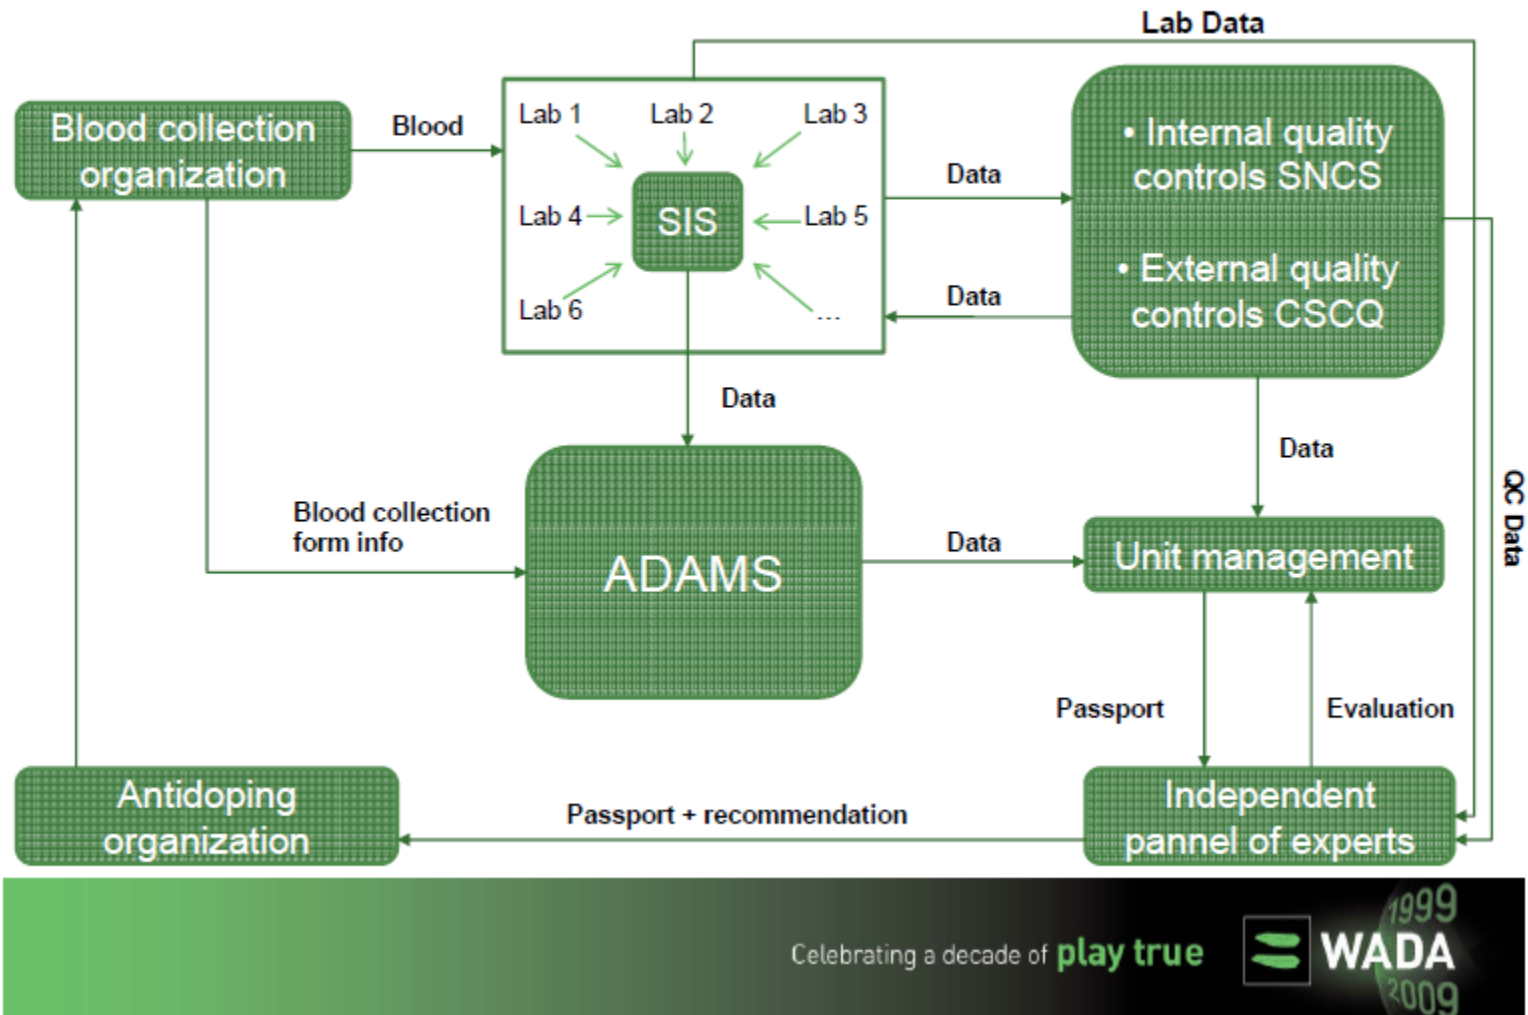 Lab Data
Blood collection
organization
Blood
Lab 1
Lab 2
Lab 3
Lab 4
SIS
Lab 5
Lab 6
...
Data
Data
• Internal quality
controls SNCS
• External quality
controls CSCQ
Data
Data
QC Data
Blood collection
form info
ADAMS
Data
Unit management
Passport
Evaluation
Antidoping
organization
Passport + recommendation
Independent
pannel of experts
Celebrating a decade of play true
1999
WADA
2009